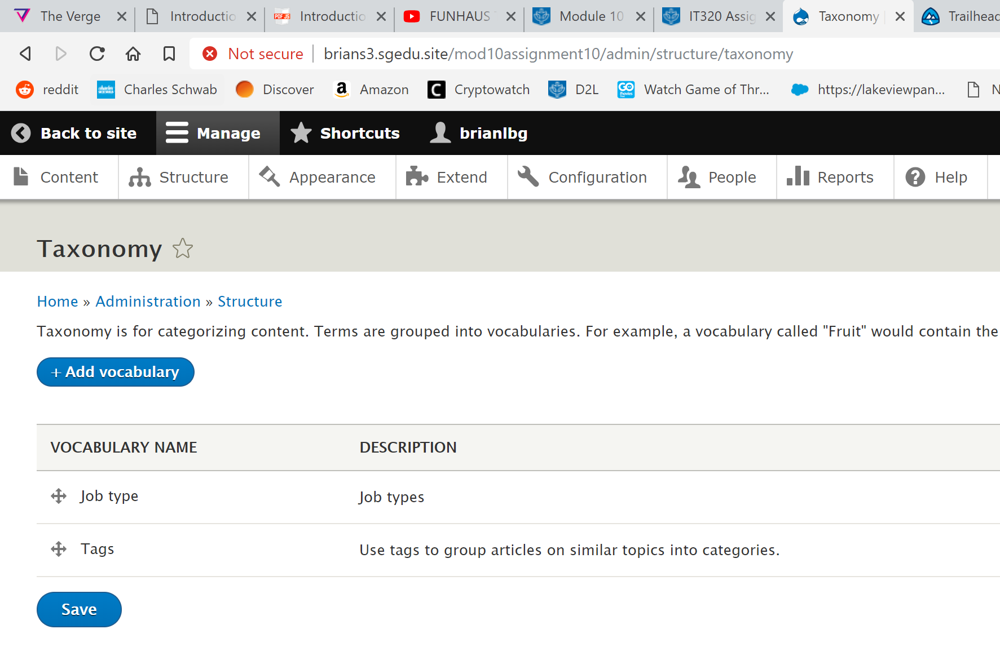 The Verge Introductio Introductio FUNHAUS Module 10 IT320 Assig Taxonomy Trailhead
Not secure brians3.sgedu.site/mod10assignment10/admin/structure/taxonomy
reddit Charles Schwab Discover a Amazon C Cryptowatch D2L GO movies Watch Game of Thr... https://lakeviewpan... N
Back to site Manage Shortcuts brianlbg
Content Structure Appearance Extend Configuration People Reports Help
Taxonomy
Home » Administration » Structure
Taxonomy is for categorizing content. Terms are grouped into vocabularies. For example, a vocabulary called "Fruit" would contain the
+ Add vocabulary
VOCABULARY NAME DESCRIPTION
Job type Job types
Tags Use tags to group articles on similar topics into categories.
Save